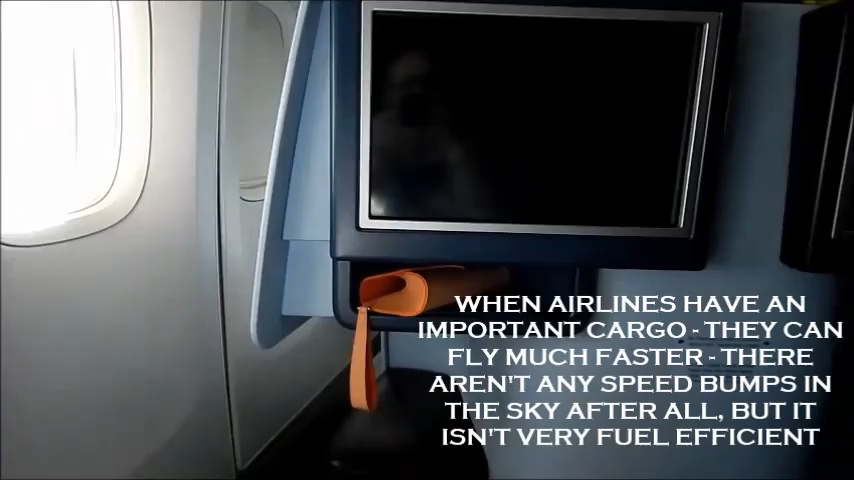 WHEN AIRLINES HAVE AN
IMPORTANT CARGO - THEY CAN
FLY MUCH FASTER - THERE
AREN'T ANY SPEED BUMPS IN
THE SKY AFTER ALL, BUT IT
ISN'T VERY FUEL EFFICIENT